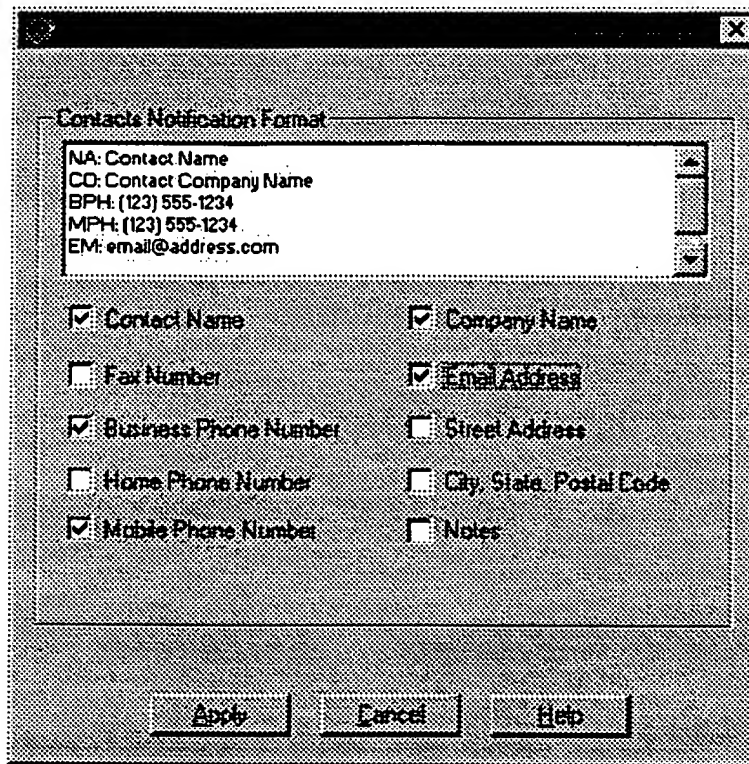 Contacts Notification Format
NA: Contact Name
CO: Contact Company Name
BPH: (123) 555-1234
MPH: (123) 555-1234
EM: email@address.com
Contact Name
Company Name
Fax Number
Email Address
Business Phone Number
Street Address
Home Phone Number
City, State, Postal Code
Mobile Phone Number
Notes
Apply
Cancel
Help